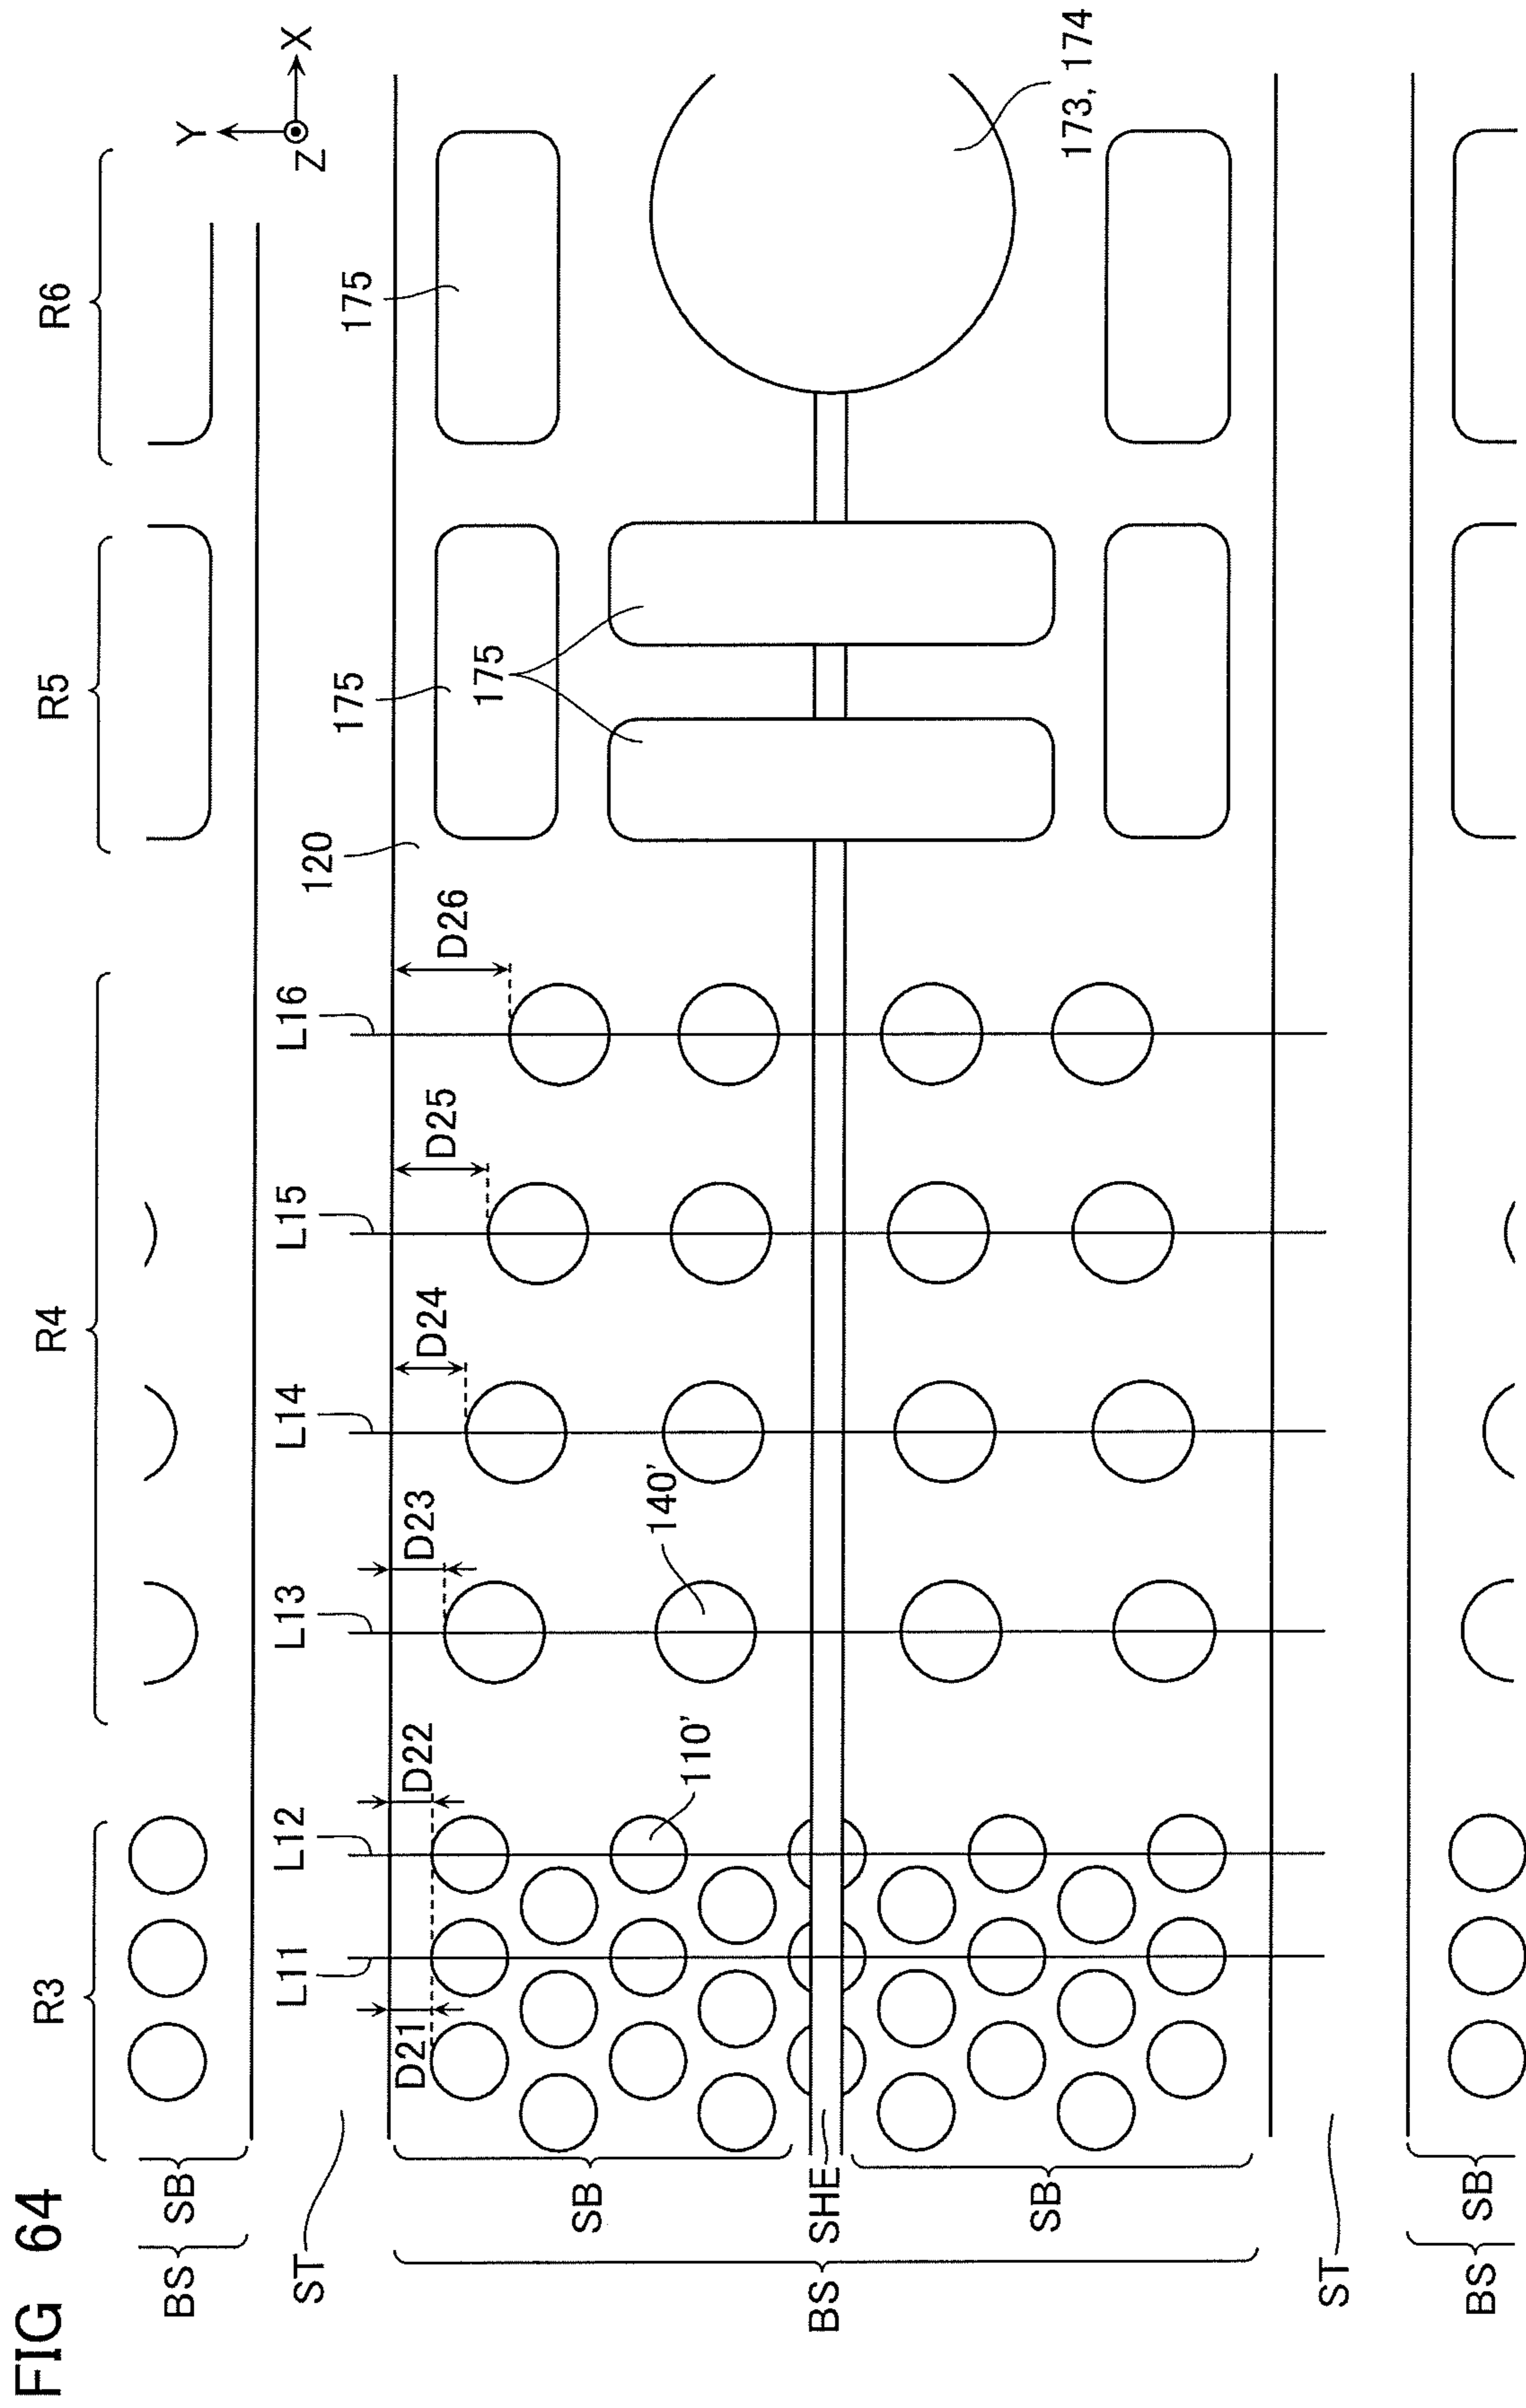 FIG 64
R3
R4
R5
R6
Y
X
Z
BS
SB
ST
L11
L12
L13
L14
L15
L16
D21
D22
D23
D24
D25
D26
120
175
175
175
173, 174
110’
140’
SB
BS
SHE
SB
ST
BS
SB